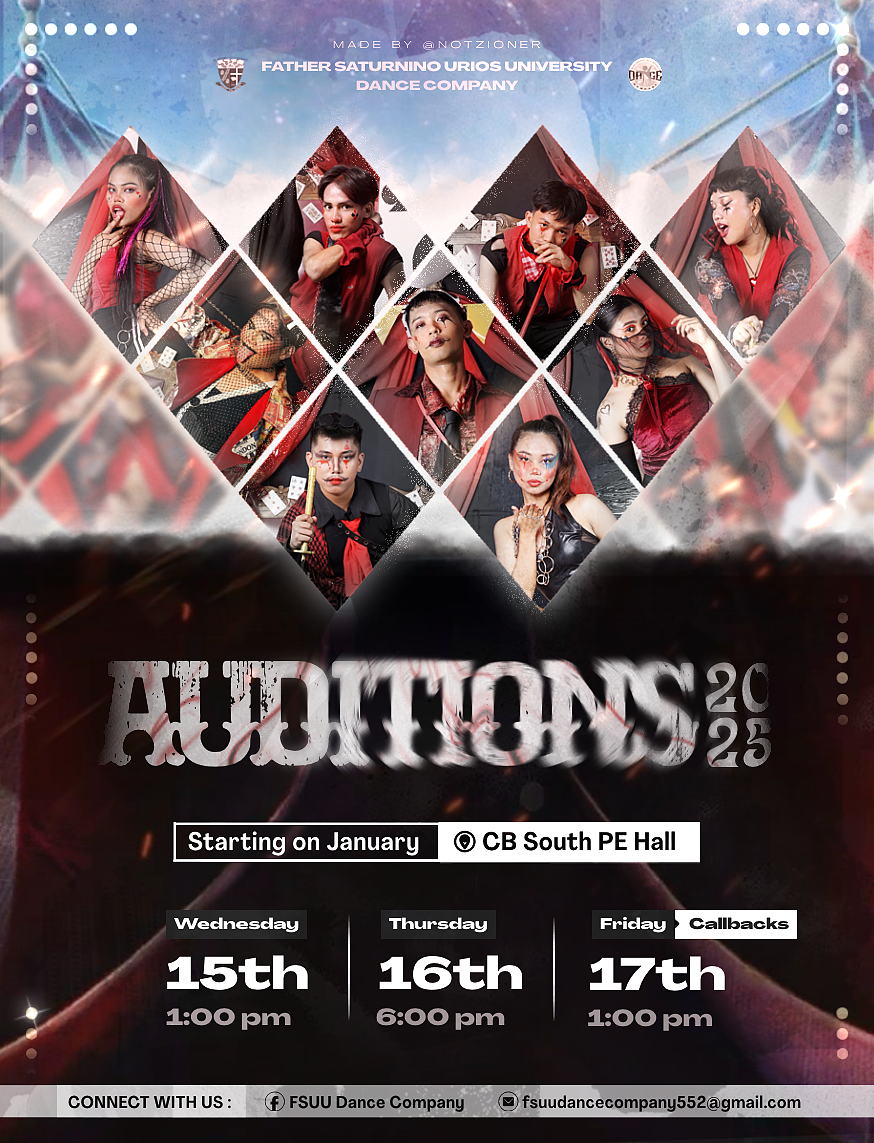 MADE BY @NOTZIONER
FATHER SATURNINO URIOS UNIVERSITY
DANCE COMPANY
DANCE
AUDITIONS
20
25
Starting on January
CB South PE Hall
Wednesday
15th
1:00 pm
Thursday
16th
6:00 pm
Friday Callbacks
17th
1:00 pm
CONNECT WITH US :
FSUU Dance Company
fsuudancecompany552@gmail.com